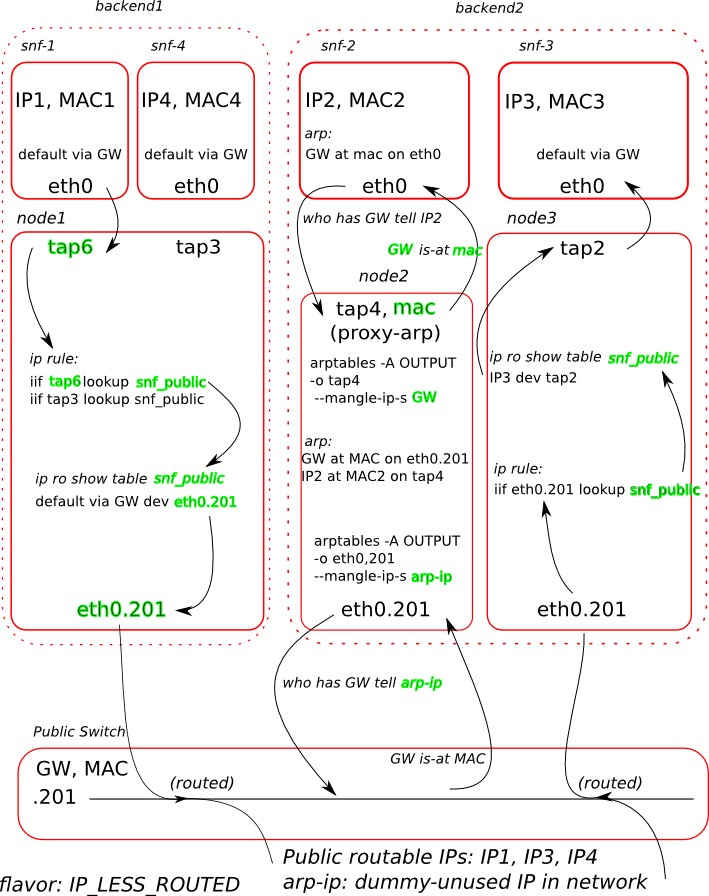 backend1
backend2
snf-1
snf-4
snf-2
snf-3
IP1, MAC1
IP4, MAC4
IP2, MAC2
IP3, MAC3
arp:
default via GW
default via GW
GW at mac on eth0
default via GW
eth0
eth0
eth0
eth0
node1
who has GW tell IP2
node3
tap6
tap3
GW is-at mac
tap2
node2
tap4, mac
(proxy-arp)
ip rule:
iif tap6 lookup snf_public
iif tap3 lookup snf_public
arptables -A OUTPUT
-o tap4
--mangle-ip-s GW
ip ro show table snf_public
IP3 dev tap2
arp:
GW at MAC on eth0.201
IP2 at MAC2 on tap4
ip ro show table snf_public
default via GW dev eth0.201
ip rule:
iif eth0.201 lookup snf_public
arptables -A OUTPUT
-o eth0,201
--mangle-ip-s arp-ip
eth0.201
eth0.201
eth0.201
who has GW tell arp-ip
Public Switch
GW is-at MAC
GW, MAC
.201
(routed)
(routed)
Public routable IPs: IP1, IP3, IP4
flavor: IP_LESS_ROUTED
arp-ip: dummy-unused IP in network